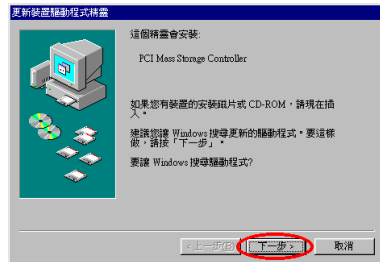 更新裝置驅動程式精靈
這個精靈會安裝:
PCI Mass Storage Controller
如果您有裝置的安裝磁片或 CD-ROM，請現在插
入。
建議您讓 Windows 搜尋更新的驅動程式。要這樣
做，請按「下一步」。
要讓 Windows 搜尋驅動程式?
< 上一步(B) 下一步 > 取消